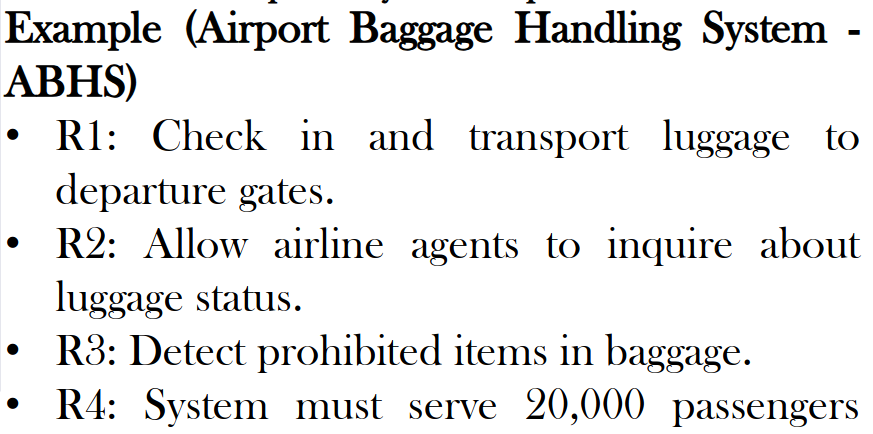 Example (Airport Baggage Handling System -
ABHS)
• R1: Check in and transport luggage to
departure gates.
• R2: Allow airline agents to inquire about
luggage status.
• R3: Detect prohibited items in baggage.
• R4: System must serve 20,000 passengers